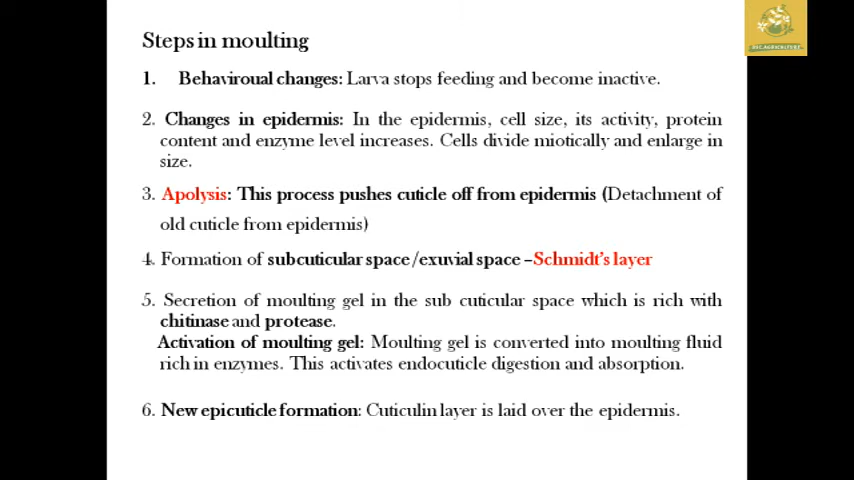 Steps in moulting
1. Behaviroual changes: Larva stops feeding and become inactive.
2. Changes in epidermis: In the epidermis, cell size, its activity, protein
content and enzyme level increases. Cells divide miotically and enlarge in
size.
3. Apolysis: This process pushes cuticle off from epidermis (Detachment of
old cuticle from epidermis)
4. Formation of subcuticular space/exuvial space –Schmidt's layer
5. Secretion of moulting gel in the sub cuticular space which is rich with
chitinase and protease.
Activation of moulting gel: Moulting gel is converted into moulting fluid
rich in enzymes. This activates endocuticle digestion and absorption.
6. New epicuticle formation: Cuticulin layer is laid over the epidermis.